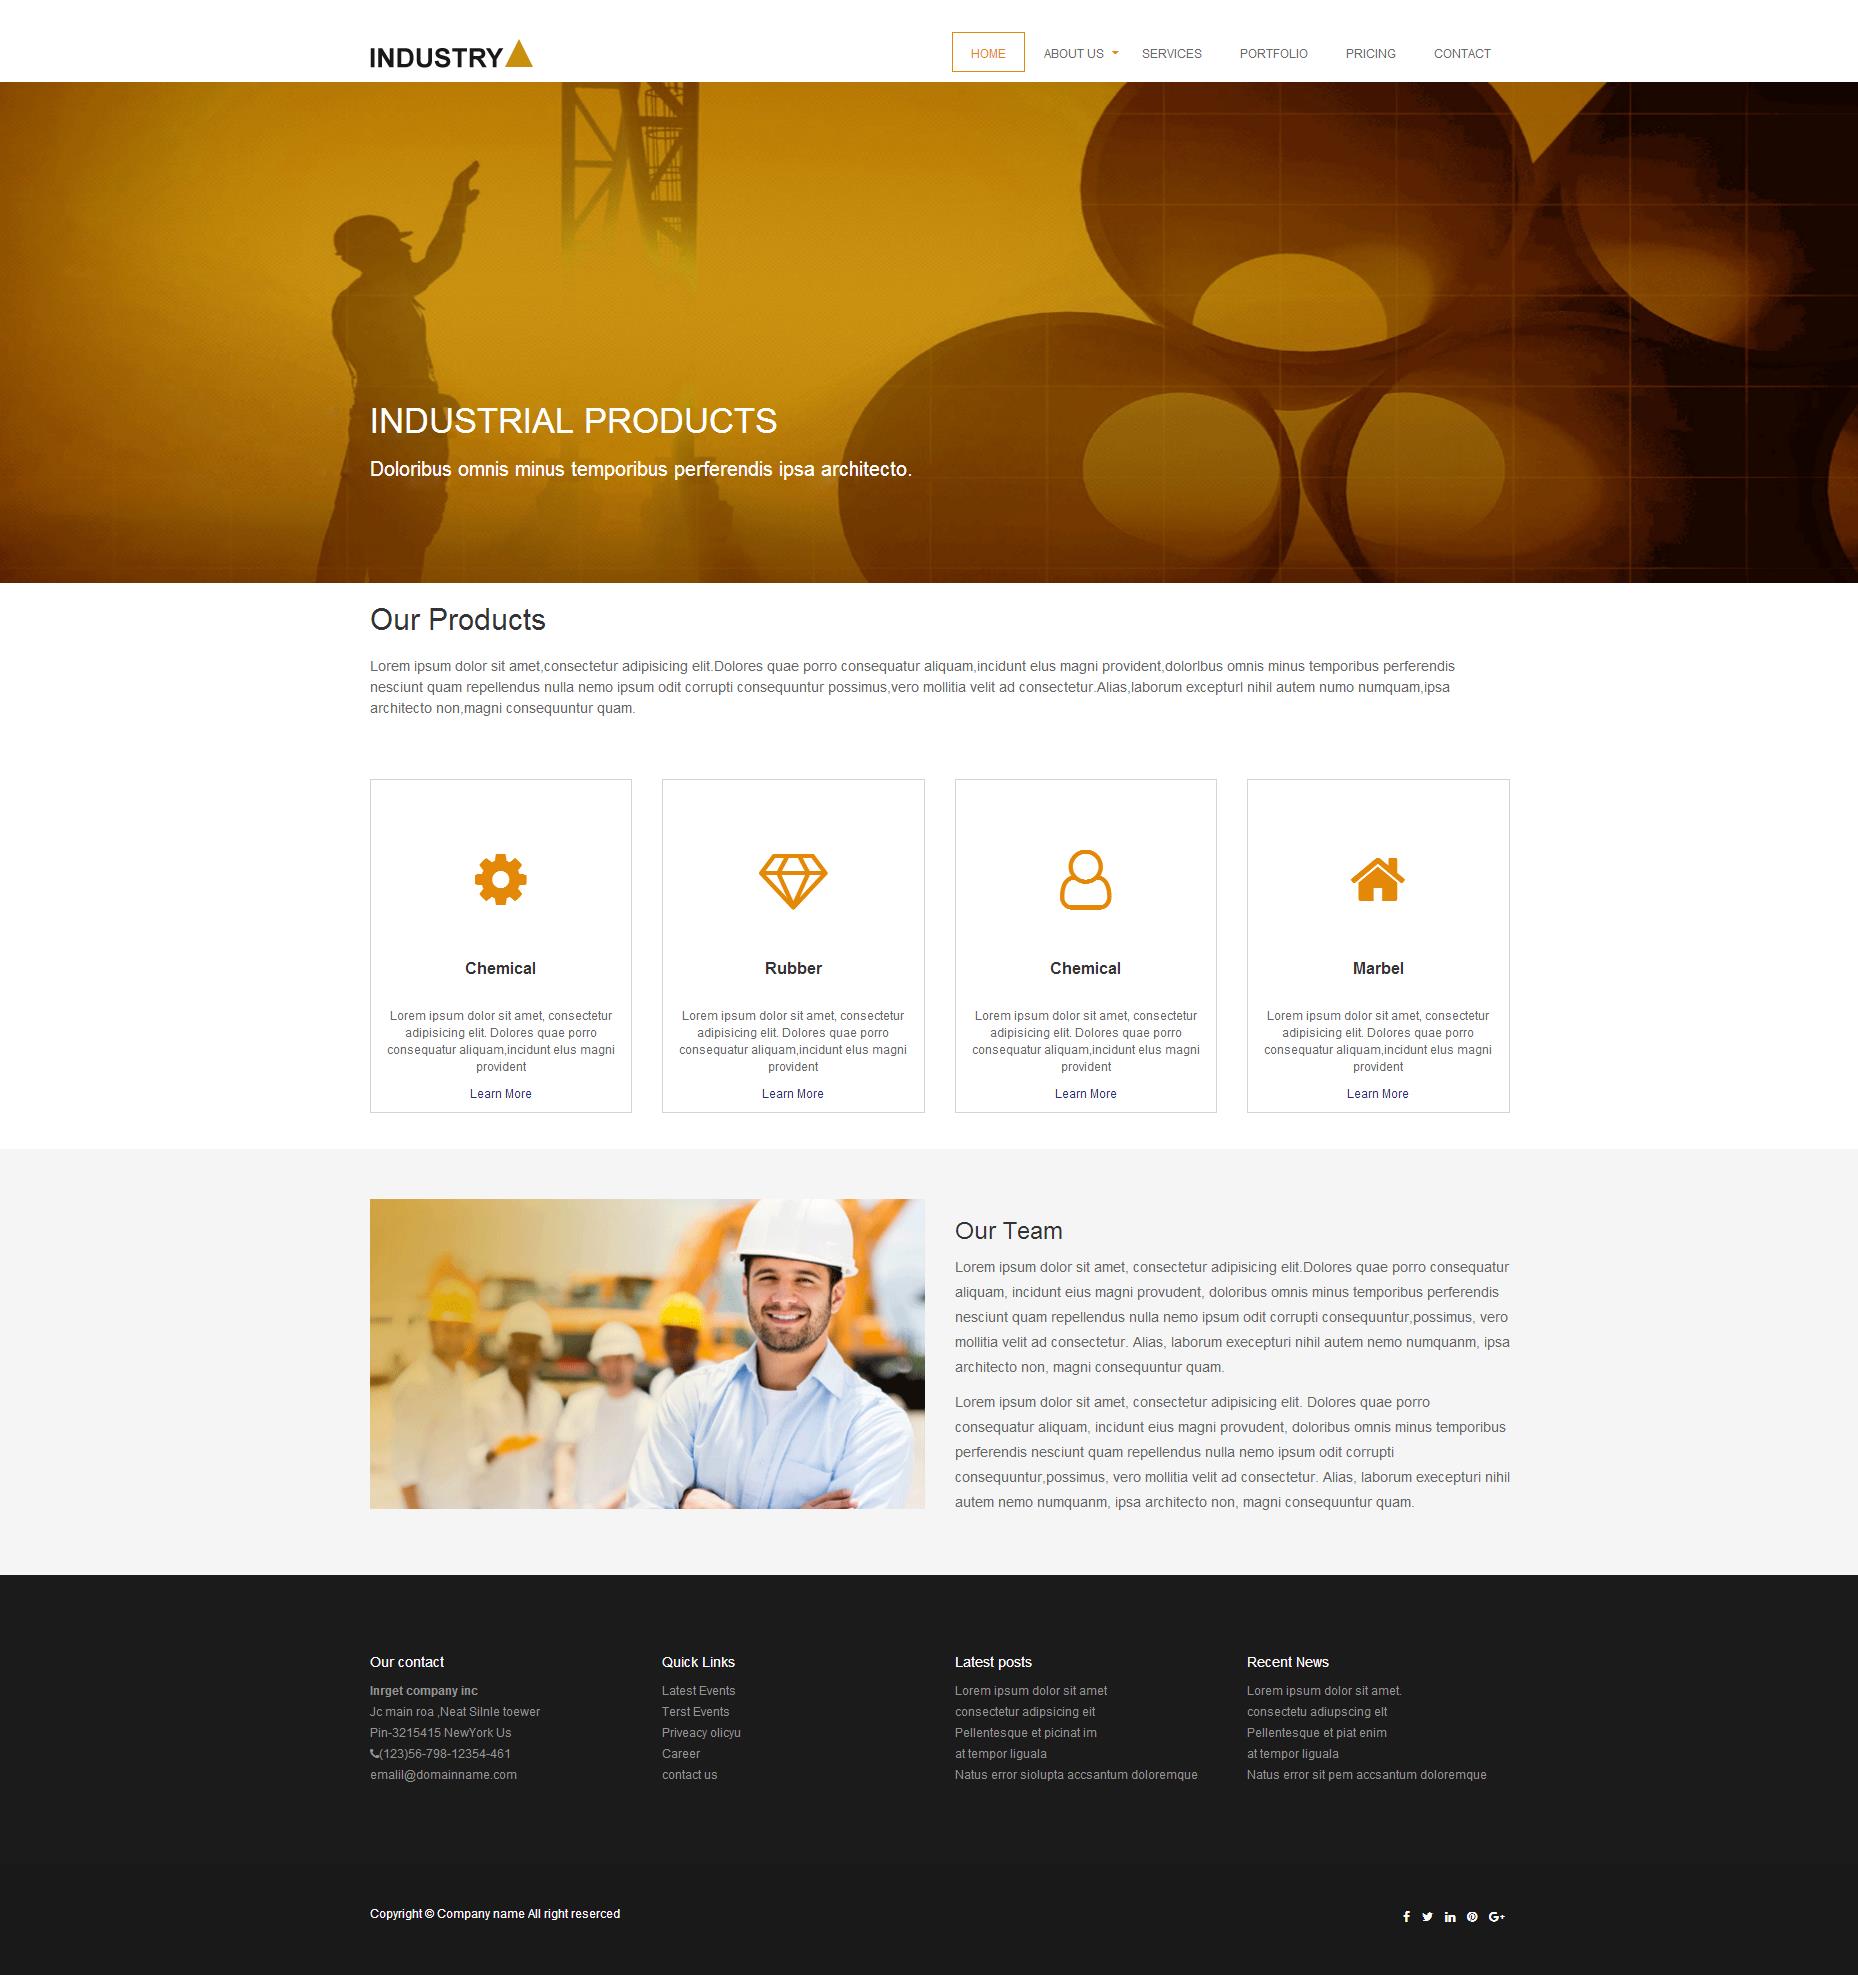 INDUSTRY
HOME ABOUT US SERVICES PORTFOLIO PRICING CONTACT
INDUSTRIAL PRODUCTS
Doloribus omnis minus temporibus perferendis ipsa architecto.
Our Products
Lorem ipsum dolor sit amet,consectetur adipisicing elit.Dolores quae porro consequatur aliquam,incidunt elus magni provident,dolorlbus omnis minus temporibus perferendis
nesciunt quam repellendus nulla nemo ipsum odit corrupti consequuntur possimus,vero mollitia velit ad consectetur.Alias,laborum excepturl nihil autem numo numquam,ipsa
architecto non,magni consequuntur quam.
Chemical
Lorem ipsum dolor sit amet, consectetur
adipisicing elit. Dolores quae porro
consequatur aliquam,incidunt elus magni
provident
Learn More
Rubber
Lorem ipsum dolor sit amet, consectetur
adipisicing elit. Dolores quae porro
consequatur aliquam,incidunt elus magni
provident
Learn More
Chemical
Lorem ipsum dolor sit amet, consectetur
adipisicing elit. Dolores quae porro
consequatur aliquam,incidunt elus magni
provident
Learn More
Marbel
Lorem ipsum dolor sit amet, consectetur
adipisicing elit. Dolores quae porro
consequatur aliquam,incidunt elus magni
provident
Learn More
Our Team
Lorem ipsum dolor sit amet, consectetur adipisicing elit.Dolores quae porro consequatur
aliquam, incidunt eius magni provudent, doloribus omnis minus temporibus perferendis
nesciunt quam repellendus nulla nemo ipsum odit corrupti consequuntur,possimus, vero
mollitia velit ad consectetur. Alias, laborum execepturi nihil autem nemo numquanm, ipsa
architecto non, magni consequuntur quam.
Lorem ipsum dolor sit amet, consectetur adipisicing elit. Dolores quae porro
consequatur aliquam, incidunt eius magni provudent, doloribus omnis minus temporibus
perferendis nesciunt quam repellendus nulla nemo ipsum odit corrupti
consequuntur,possimus, vero mollitia velit ad consectetur. Alias, laborum execepturi nihil
autem nemo numquanm, ipsa architecto non, magni consequuntur quam.
Our contact
Inrget company inc
Jc main roa ,Neat Silnle toewer
Pin-3215415 NewYork Us
(123)56-798-12354-461
emalil@domainname.com
Quick Links
Latest Events
Terst Events
Priveacy olicyu
Career
contact us
Latest posts
Lorem ipsum dolor sit amet
consectetur adipsicing eit
Pellentesque et picinat im
at tempor liguala
Natus error siolupta accsantum doloremque
Recent News
Lorem ipsum dolor sit amet.
consectetu adiupscing elt
Pellentesque et piat enim
at tempor liguala
Natus error sit pem accsantum doloremque
Copyright © Company name All right reserced